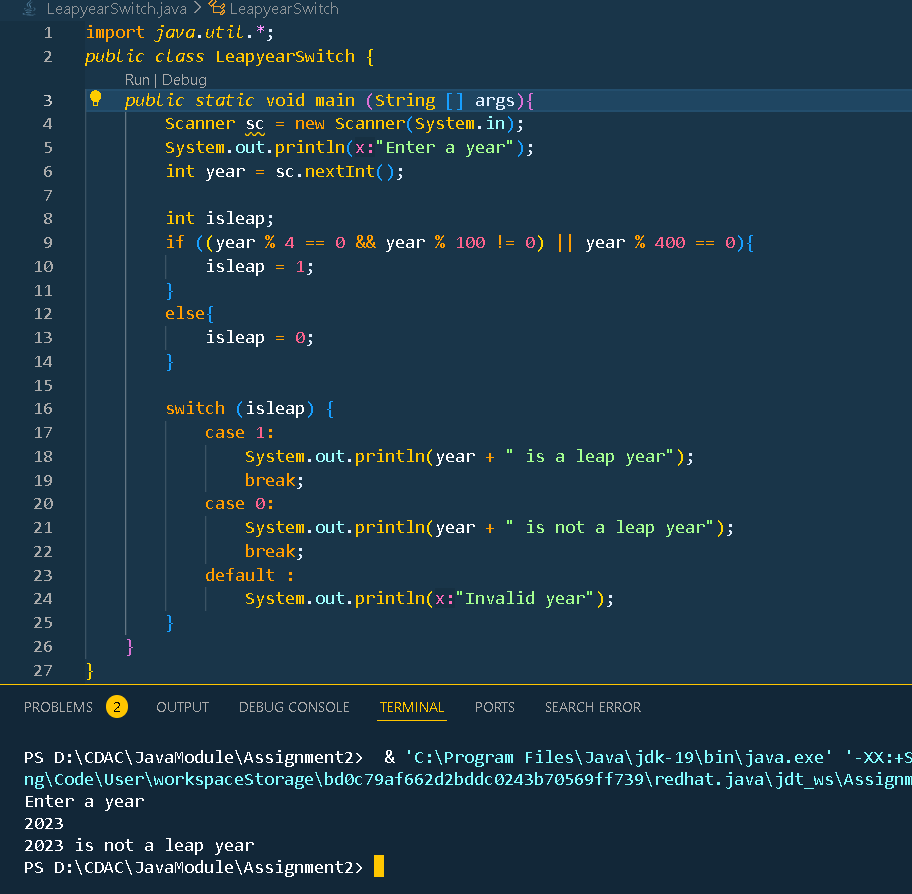 LeapyearSwitch.java > LeapyearSwitch
1 import java.util.*;
2 public class LeapyearSwitch {
Run | Debug
3 public static void main (String [] args){
4 Scanner sc = new Scanner(System.in);
5 System.out.println(x:"Enter a year");
6 int year = sc.nextInt();
7
8 int isleap;
9 if ((year % 4 == 0 && year % 100 != 0) || year % 400 == 0){
10 isleap = 1;
11 }
12 else{
13 isleap = 0;
14 }
15
16 switch (isleap) {
17 case 1:
18 System.out.println(year + " is a leap year");
19 break;
20 case 0:
21 System.out.println(year + " is not a leap year");
22 break;
23 default :
24 System.out.println(x:"Invalid year");
25 }
26 }
27 }
PROBLEMS 2 OUTPUT DEBUG CONSOLE TERMINAL PORTS SEARCH ERROR
PS D:\CDAC\JavaModule\Assignment2> & 'C:\Program Files\Java\jdk-19\bin\java.exe' '-XX:+S
ng\Code\User\workspaceStorage\bd0c79af662d2bddc0243b70569ff739\redhat.java\jdt_ws\Assignm
Enter a year
2023
2023 is not a leap year
PS D:\CDAC\JavaModule\Assignment2>